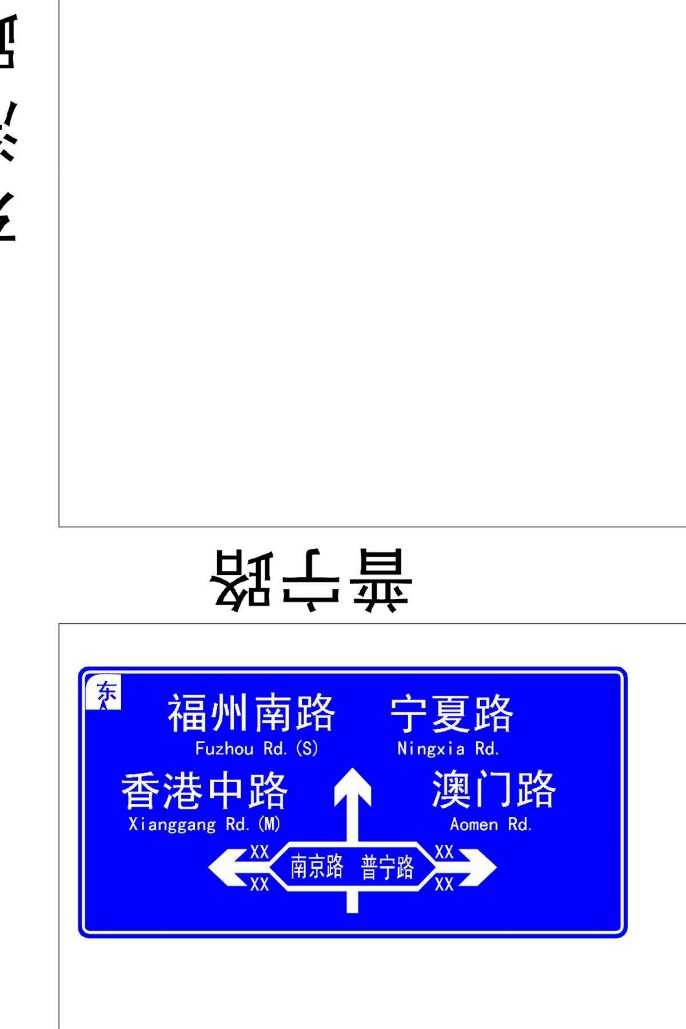 普宁路
东
福州南路 宁夏路
Fuzhou Rd.(S) Ningxia Rd.
香港中路 澳门路
Xianggang Rd.(M) Aomen Rd.
XX XX
南京路 普宁路
XX XX